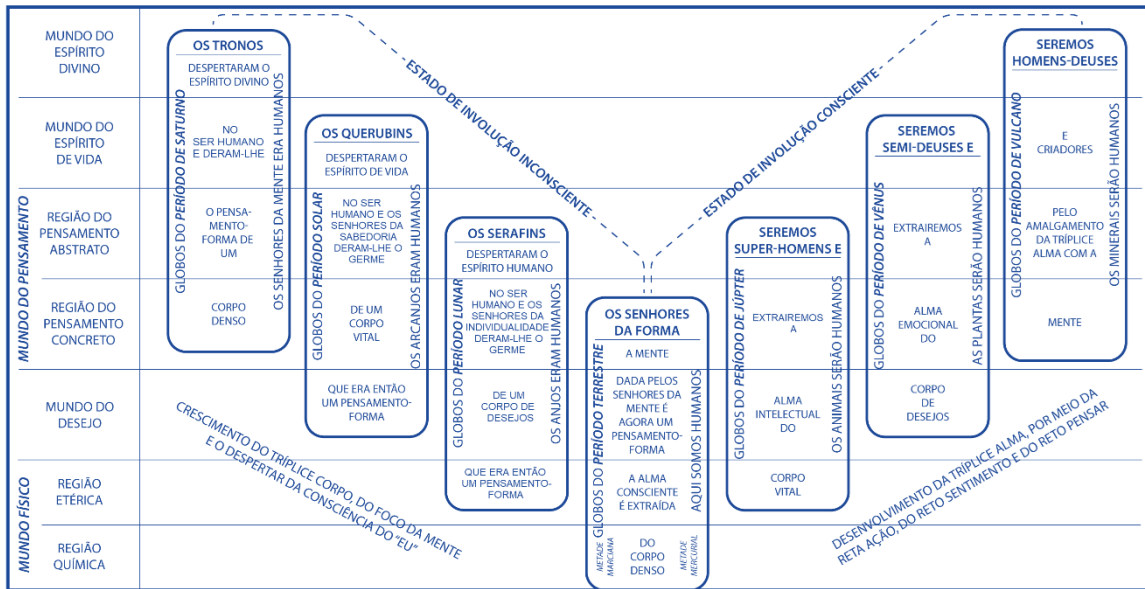 MUNDO DO
ESPÍRITO
DIVINO
MUNDO DO
ESPÍRITO
DE VIDA
MUNDO DO PENSAMENTO
REGIÃO DO
PENSAMENTO
ABSTRATO
REGIÃO DO
PENSAMENTO
CONCRETO
MUNDO DO
DESEJO
MUNDO FÍSICO
REGIÃO
ETÉRICA
REGIÃO
QUÍMICA
OS TRONOS
DESPERTARAM O
ESPÍRITO DIVINO
GLOBOS DO PERÍODO DE SATURNO
NO
SER HUMANO
E DERAM-LHE
O PENSA-
MENTO-
FORMA DE
UM
CORPO
DENSO
OS SENHORES DA MENTE ERA HUMANOS
OS QUERUBINS
DESPERTARAM O
ESPÍRITO DE VIDA
GLOBOS DO PERÍODO SOLAR
NO SER
HUMANO E OS
SENHORES DA
SABEDORIA
DERAM-LHE O
GERME
DE UM
CORPO
VITAL
QUE ERA ENTÃO
UM PENSAMENTO-
FORMA
OS ARCANJOS ERAM HUMANOS
OS SERAFINS
DESPERTARAM O
ESPÍRITO HUMANO
GLOBOS DO PERÍODO LUNAR
NO SER
HUMANO E OS
SENHORES DA
INDIVIDUALIDADE
DERAM-LHE O
GERME
DE UM
CORPO DE
DESEJOS
QUE ERA ENTÃO
UM PENSAMENTO-
FORMA
OS ANJOS ERAM HUMANOS
OS SENHORES
DA FORMA
A MENTE
GLOBOS DO PERÍODO TERRESTRE
DADA PELOS
SENHORES DA
MENTE É
AGORA UM
PENSAMENTO-
FORMA
A ALMA
CONSCIENTE
É EXTRAÍDA
DO
CORPO
DENSO
METADE
MARCIANA
METADE
MERCURIAL
AQUI SOMOS HUMANOS
SEREMOS
SUPER-HOMENS E
GLOBOS DO PERÍODO DE JÚPTER
EXTRAIREMOS
A
ALMA
INTELECTUAL
DO
CORPO
VITAL
OS ANIMAIS SERÃO HUMANOS
SEREMOS
SEMI-DEUSES E
GLOBOS DO PERÍODO DE VÊNUS
EXTRAIREMOS
A
ALMA
EMOCIONAL
DO
CORPO
DE
DESEJOS
AS PLANTAS SERÃO HUMANOS
SEREMOS
HOMENS-DEUSES
GLOBOS DO PERÍODO DE VULCANO
E
CRIADORES
PELO
AMALGAMENTO
DA TRÍPLICE
ALMA COM A
MENTE
OS MINERAIS SERÃO HUMANOS
ESTADO DE INVOLUÇÃO INCONSCIENTE
ESTADO DE INVOLUÇÃO CONSCIENTE
CRESCIMENTO DO TRÍPLICE CORPO, DO FOCO DA MENTE
E O DESPERTAR DA CONSCIÊNCIA DO "EU"
DESENVOLVIMENTO DA TRÍPLICE ALMA, POR MEIO DA
RETA AÇÃO, DO RETO SENTIMENTO E DO RETO PENSAR